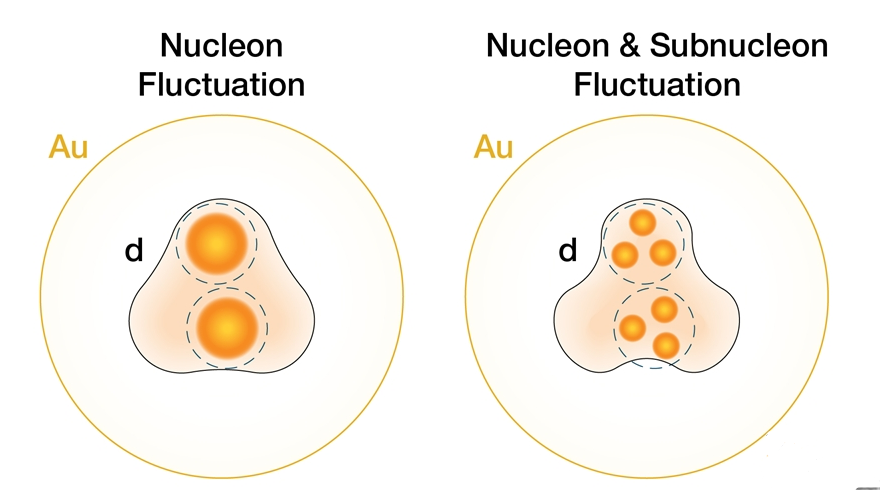 Nucleon
Fluctuation
Nucleon & Subnucleon
Fluctuation
Au
d
Au
d